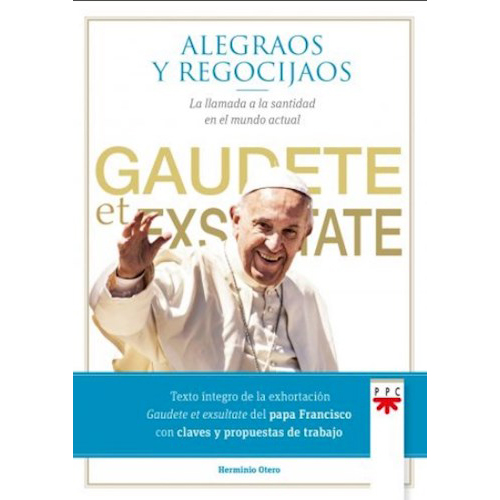 ALEGRAOS
Y REGOCIJAOS
La llamada a la santidad
en el mundo actual
GAUDETE
et EXSULTATE
Texto íntegro de la exhortación
Gaudete et exsultate del papa Francisco
con claves y propuestas de trabajo
PPC
Herminio Otero